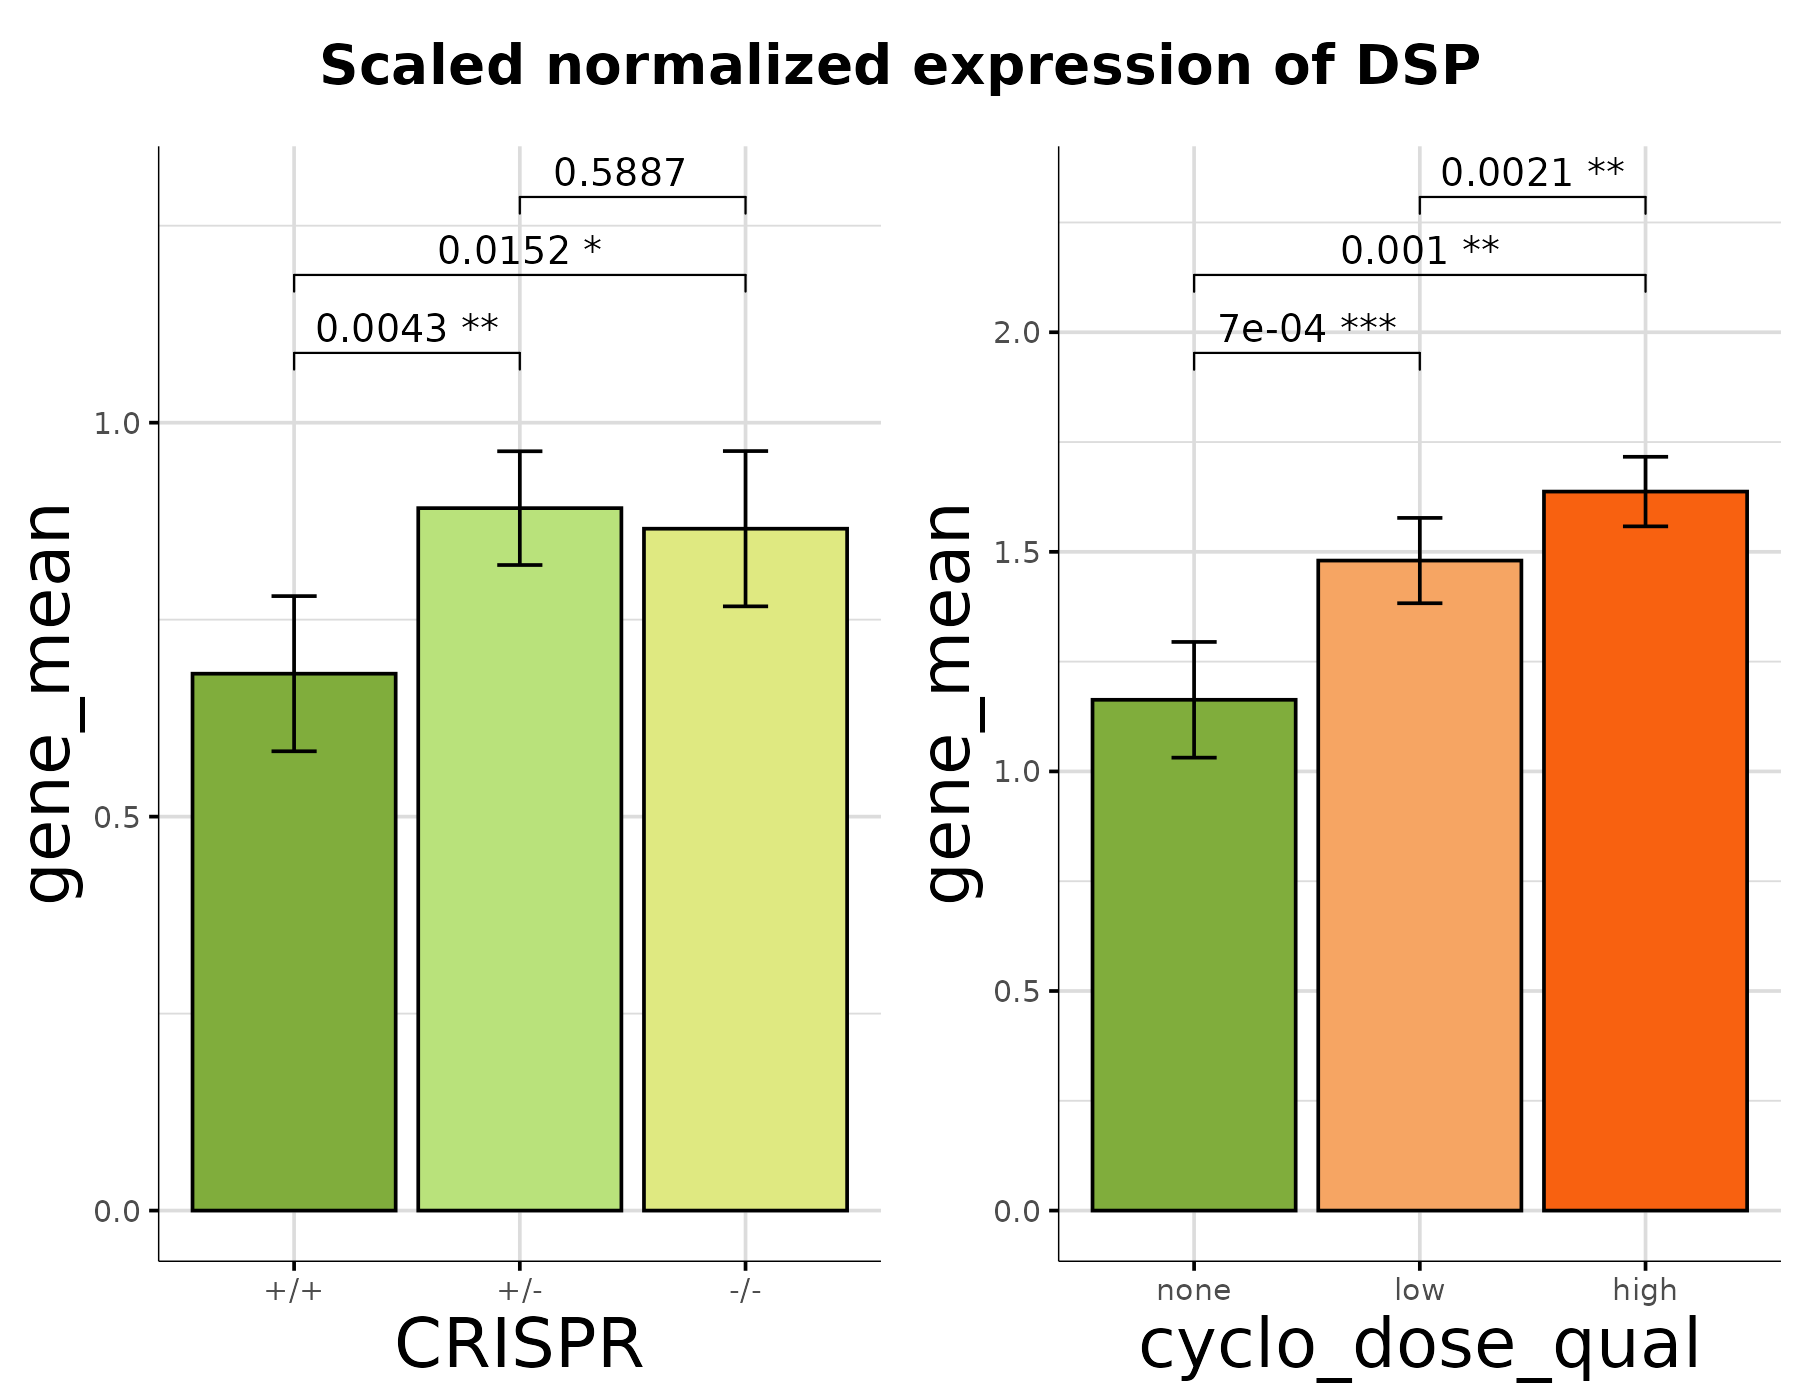 Scaled normalized expression of DSP
0.5887
0.0152 *
0.0043 **
1.0
0.5
0.0
gene_mean
+/+ +/- -/-
CRISPR
0.0021 **
0.001 **
7e-04 ***
2.0
1.5
1.0
0.5
0.0
gene_mean
none low high
cyclo_dose_qual